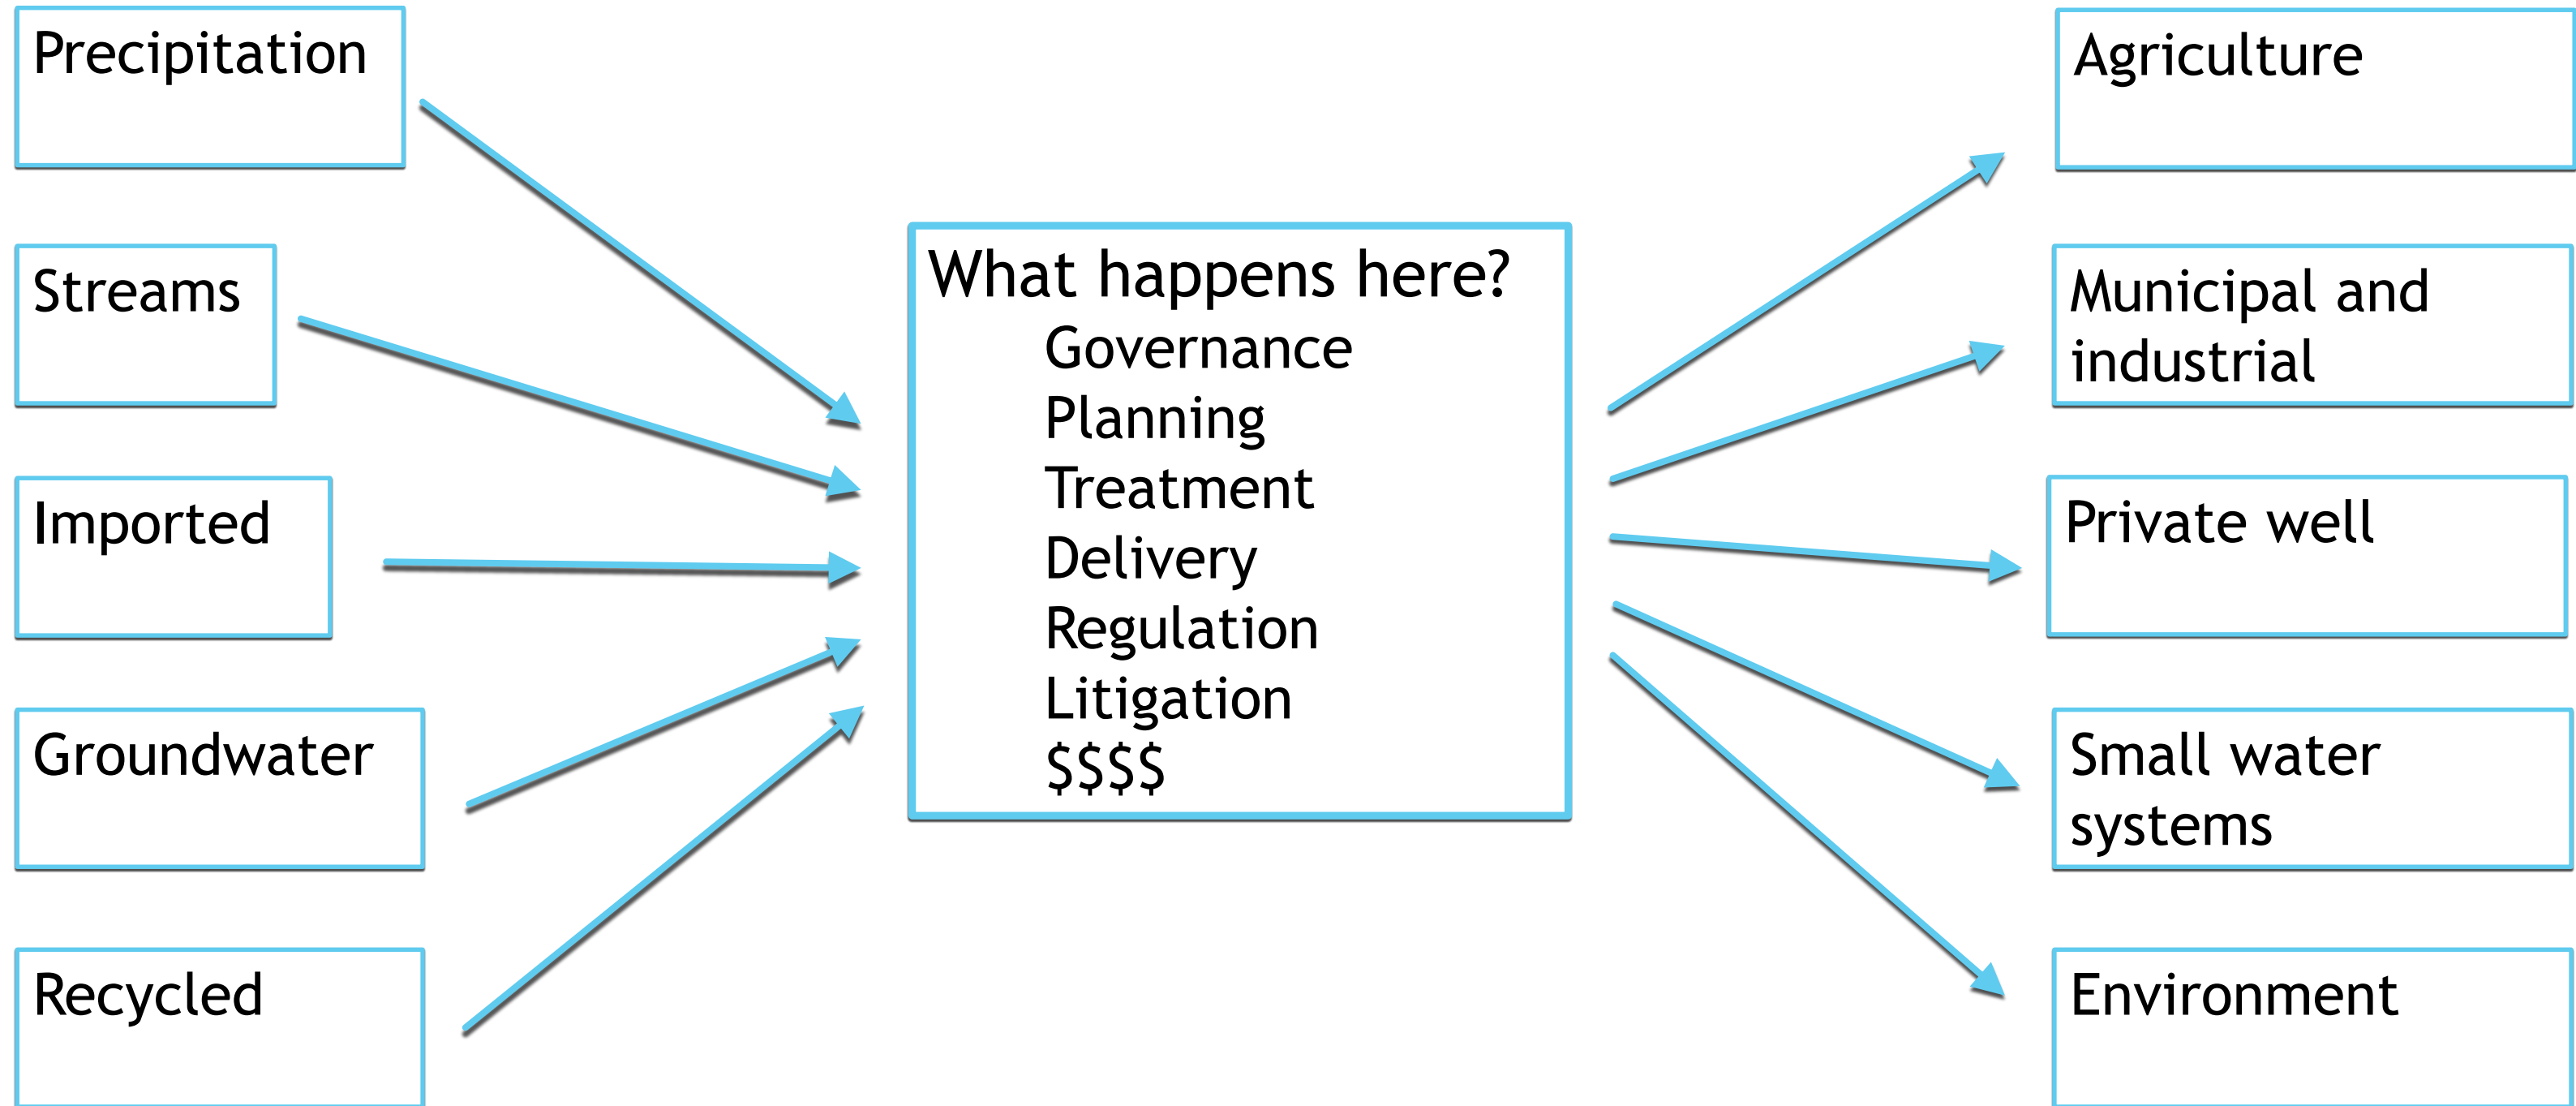 Precipitation
Streams
Imported
Groundwater
Recycled
What happens here?
Governance
Planning
Treatment
Delivery
Regulation
Litigation
$$$$
Agriculture
Municipal and
industrial
Private well
Small water
systems
Environment